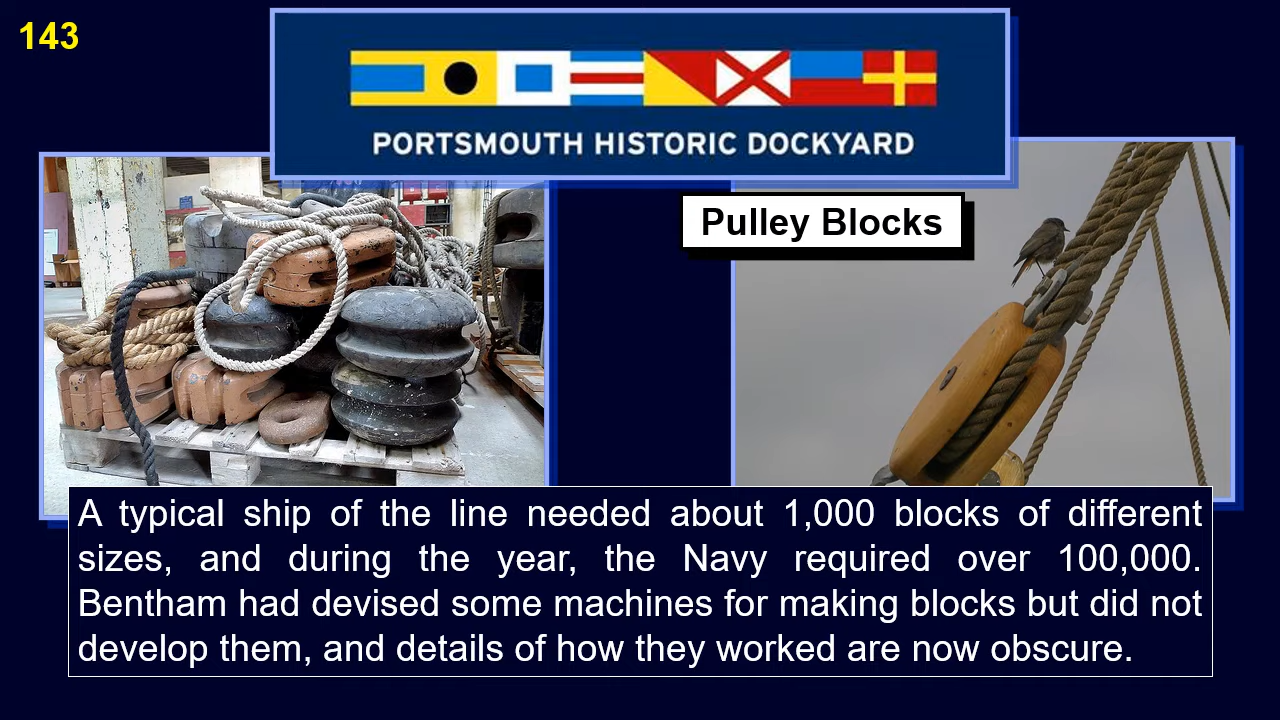 143
PORTSMOUTH HISTORIC DOCKYARD
Pulley Blocks
A typical ship of the line needed about 1,000 blocks of different
sizes, and during the year, the Navy required over 100,000.
Bentham had devised some machines for making blocks but did not
develop them, and details of how they worked are now obscure.